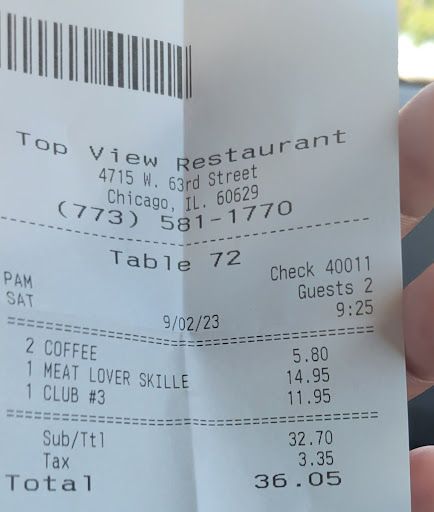 Top View Restaurant
4715 W. 63rd Street
Chicago, IL. 60629
(773) 581-1770
Table 72
PAM Check 40011
SAT Guests 2
9/02/23 9:25
2 COFFEE 5.80
1 MEAT LOVER SKILLE 14.95
1 CLUB #3 11.95
Sub/Ttl 32.70
Tax 3.35
Total 36.05